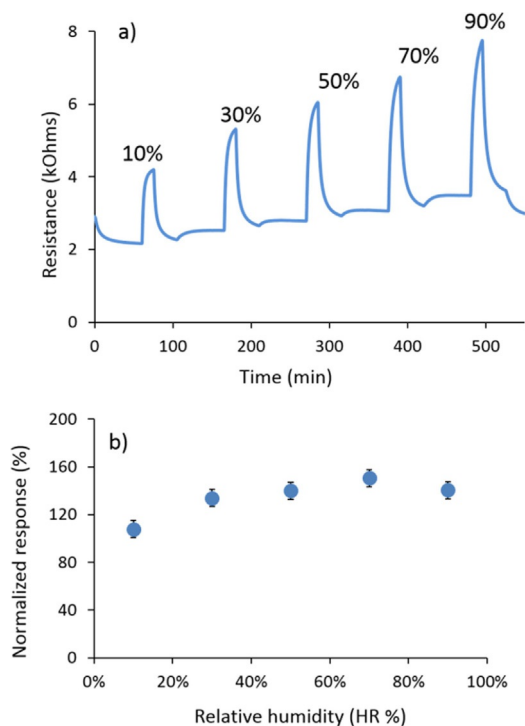 a)
8
6
4
2
0
Resistance (kOhms)
10%
30%
50%
70%
90%
0 100 200 300 400 500
Time (min)
b)
200
160
120
80
40
0
Normalized response (%)
0% 20% 40% 60% 80% 100%
Relative humidity (HR %)